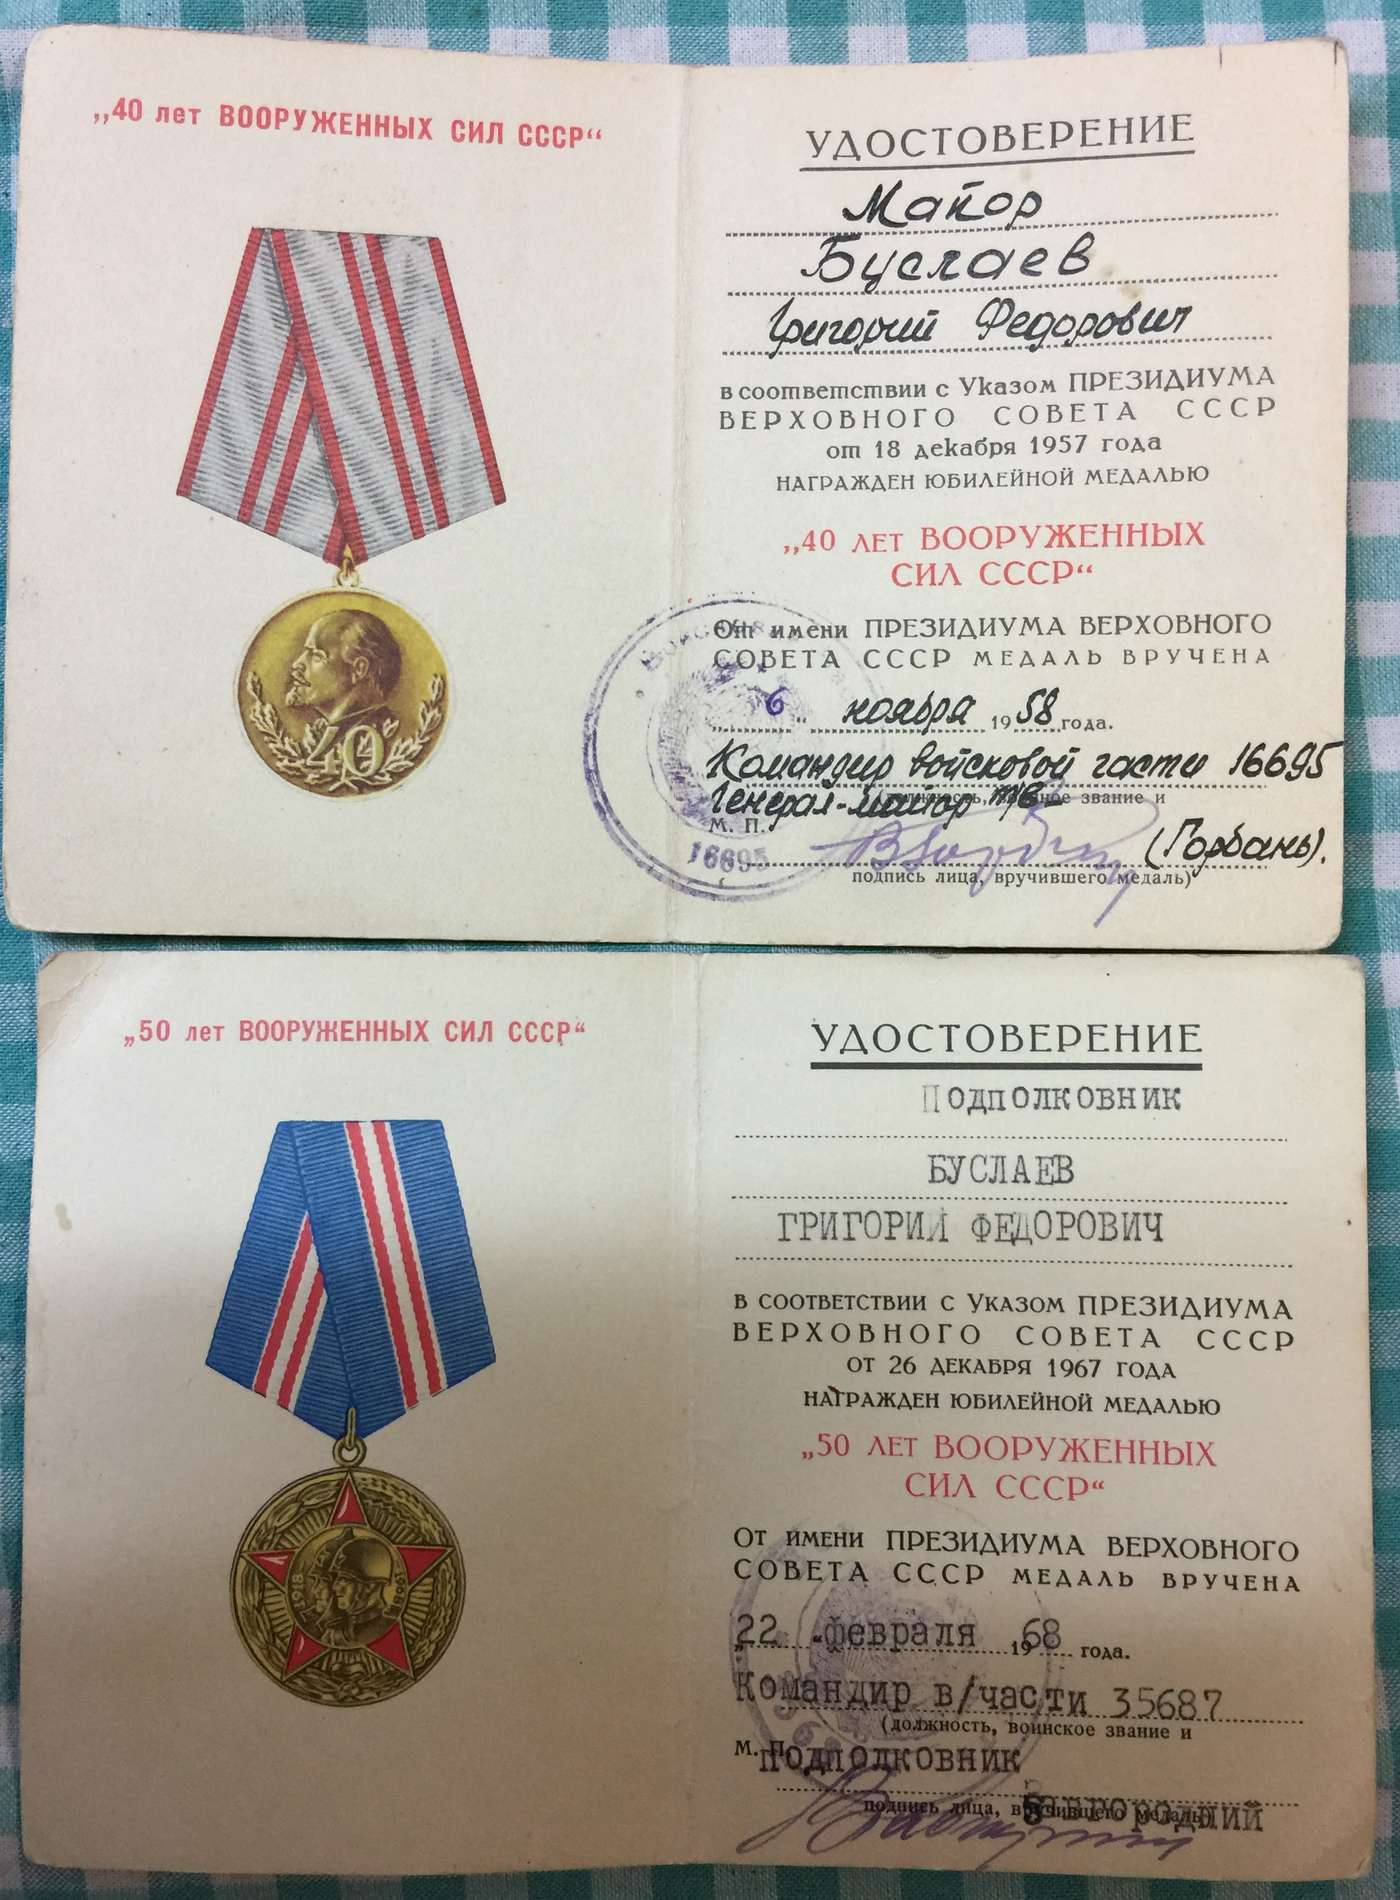 „40 лет ВООРУЖЕННЫХ СИЛ СССР“
40
УДОСТОВЕРЕНИЕ
Майор
Буслаев
Григорий Федорович
в соответствии с Указом ПРЕЗИДИУМА
ВЕРХОВНОГО СОВЕТА СССР
от 18 декабря 1957 года
НАГРАЖДЕН ЮБИЛЕЙНОЙ МЕДАЛЬЮ
„40 ЛЕТ ВООРУЖЕННЫХ
СИЛ СССР“
От имени ПРЕЗИДИУМА ВЕРХОВНОГО
СОВЕТА СССР МЕДАЛЬ ВРУЧЕНА
„6“ ноября 1958 года.
Командир войсковой части 16695
(должность, воинское звание и
Генерал-майор т/в
М. П.
16695
(Горбань).
подпись лица, вручившего медаль)
„50 лет ВООРУЖЕННЫХ СИЛ СССР“
1918
1968
УДОСТОВЕРЕНИЕ
Подполковник
БУСЛАЕВ
ГРИГОРИЙ ФЕДОРОВИЧ
В СООТВЕТСТВИИ С Указом ПРЕЗИДИУМА
ВЕРХОВНОГО СОВЕТА СССР
ОТ 26 ДЕКАБРЯ 1967 ГОДА
НАГРАЖДЕН ЮБИЛЕЙНОЙ МЕДАЛЬЮ
„50 ЛЕТ ВООРУЖЕННЫХ
СИЛ СССР“
От имени ПРЕЗИДИУМА ВЕРХОВНОГО
СОВЕТА СССР МЕДАЛЬ ВРУЧЕНА
„22 “ февраля 1968 года.
Командир в/части 35687
(должность, воинское звание и
М. П.
подполковник
подпись лица, вручившего медаль)
Завгородний